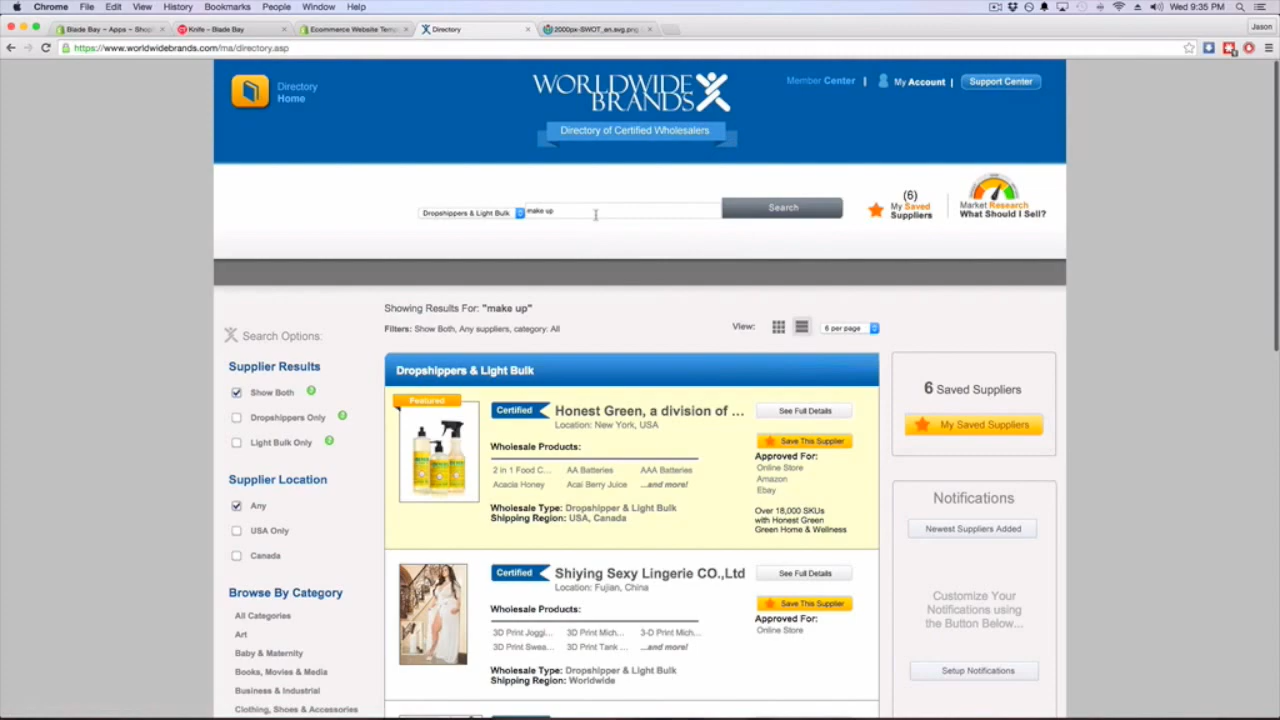 Chrome File Edit View History Bookmarks People Window Help
Wed 9:35 PM
Blade Bay ~ Apps ~ Shop
Knife – Blade Bay
Ecommerce Website Temp
Directory
2000px-SWOT_en.svg.png
Jason
https://www.worldwidebrands.com/ma/directory.asp
Directory
Home
WORLDWIDE
BRANDS
Directory of Certified Wholesalers
Member Center | My Account | Support Center
Dropshippers & Light Bulk make up Search
(6)
My Saved
Suppliers
Market Research
What Should I Sell?
Showing Results For: "make up"
Filters: Show Both, Any suppliers, category: All
View: 6 per page
Search Options:
Supplier Results
Show Both
Dropshippers Only
Light Bulk Only
Supplier Location
Any
USA Only
Canada
Browse By Category
All Categories
Art
Baby & Maternity
Books, Movies & Media
Business & Industrial
Clothing, Shoes & Accessories
Dropshippers & Light Bulk
Featured
Certified Honest Green, a division of ...
Location: New York, USA
Wholesale Products:
2 in 1 Food C... AA Batteries AAA Batteries
Acacia Honey Acai Berry Juice ...and more!
Wholesale Type: Dropshipper & Light Bulk
Shipping Region: USA, Canada
See Full Details
Save This Supplier
Approved For:
Online Store
Amazon
Ebay
Over 18,000 SKUs
with Honest Green
Green Home & Wellness
Certified Shiying Sexy Lingerie CO.,Ltd
Location: Fujian, China
Wholesale Products:
3D Print Joggi... 3D Print Mich... 3-D Print Mich...
3D Print Swea... 3D Print Tank ... ...and more!
Wholesale Type: Dropshipper & Light Bulk
Shipping Region: Worldwide
See Full Details
Save This Supplier
Approved For:
Online Store
6 Saved Suppliers
My Saved Suppliers
Notifications
Newest Suppliers Added
Customize Your
Notifications using
the Button Below...
Setup Notifications